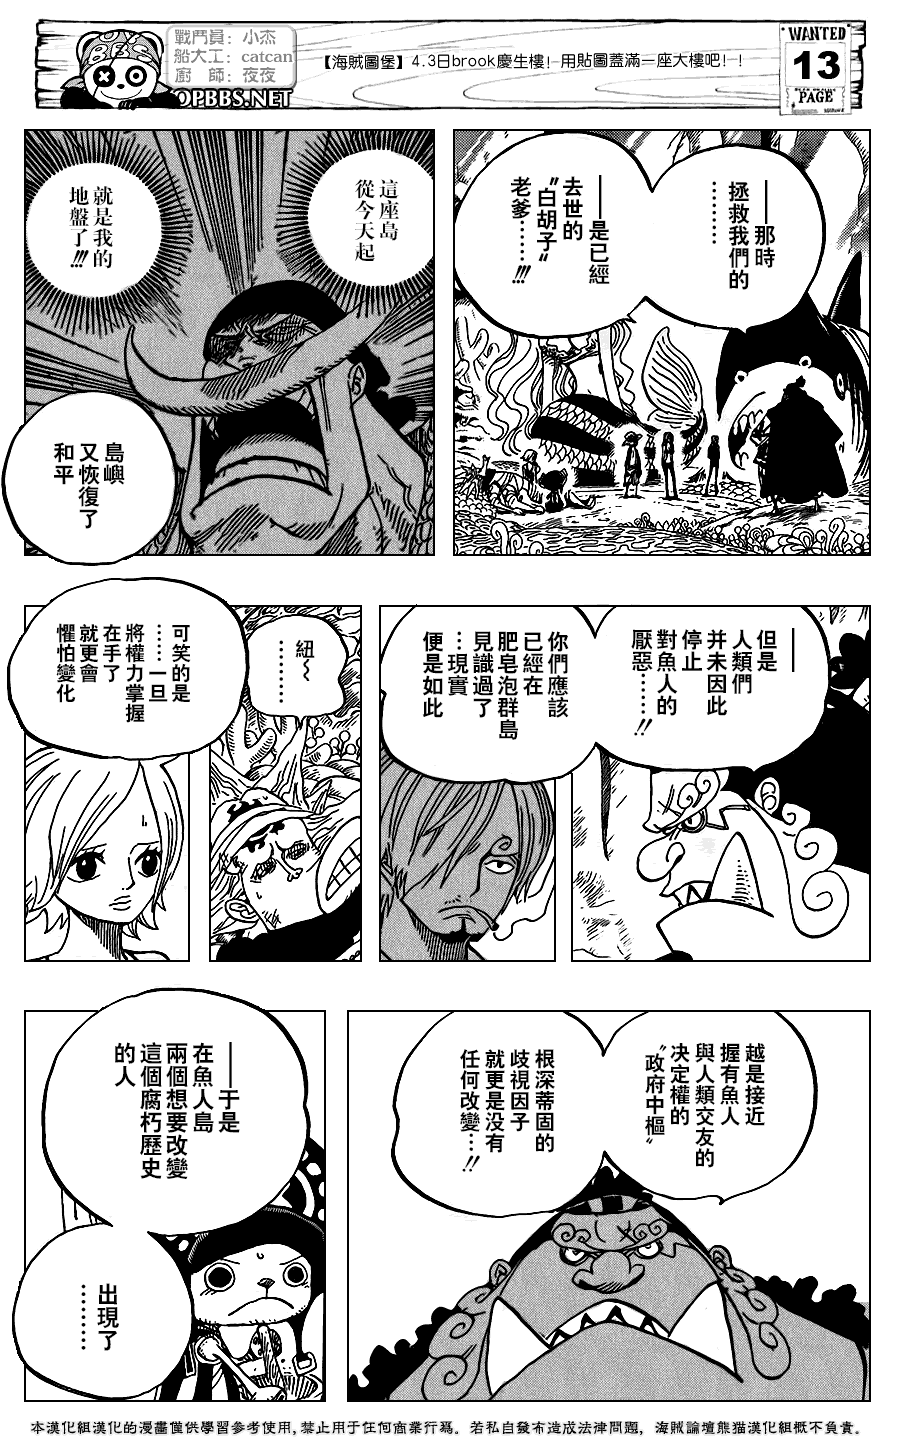 戰鬥員：小杰
船大工：catcan
廚　師：夜夜
OPBBS.NET
【海賊圖堡】4.3日brook慶生樓！用貼圖蓋滿一座大樓吧！！
WANTED
13
PAGE
——那時
拯救我們的
………
——是已經
去世的
〝白胡子〞
老爹……!!!
這座島
從今天起
就是我的
地盤了!!!
島嶼
又恢復了
和平
——
但是
人類們
并未因此
停止
對魚人的
厭惡……!!
你們應該
已經在
肥皂泡群島
見識過了
…現實
便是如此
紐～
………
可笑的是
……一旦
將權力掌握
在手了
就更會
懼怕變化
越是接近
握有魚人
與人類交友的
决定權的
〝政府中樞〞
根深蒂固的
歧視因子
就更是没有
任何改變…!!
——于是
在魚人島
兩個想要改變
這個腐朽歷史
的人
出現了
………
本漢化組漢化的漫畫僅供學習參考使用,禁止用于任何商業行爲。若私自發布造成法律問題，海賊論壇熊猫漢化組概不負責。